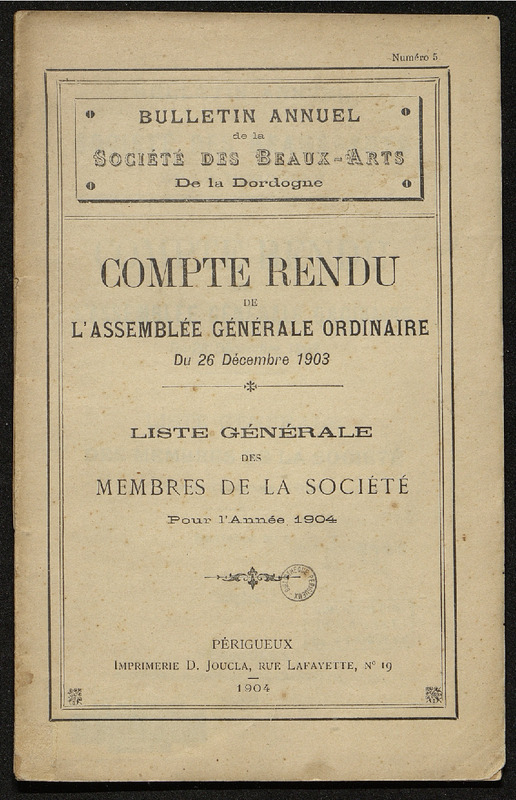 Numéro 5
BULLETIN ANNUEL
de la
SOCIÉTÉ DES BEAUX-ARTS
De la Dordogne
COMPTE RENDU
DE
L'ASSEMBLÉE GÉNÉRALE ORDINAIRE
Du 26 Décembre 1903
LISTE GÉNÉRALE
DES
MEMBRES DE LA SOCIÉTÉ
Pour l'Année 1904
PÉRIGUEUX
IMPRIMERIE D. JOUCLA, RUE LAFAYETTE, N° 19
1904